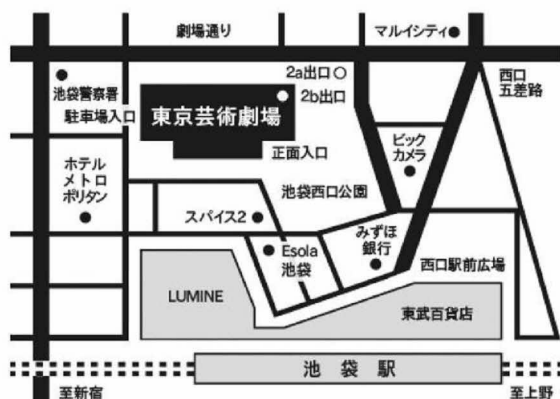 劇場通り
マルイシティ
2a出口
2b出口
西口
五差路
池袋警察署
駐車場入口
東京芸術劇場
正面入口
ビック
カメラ
ホテル
メトロ
ポリタン
池袋西口公園
スパイス2
Esola
池袋
みずほ
銀行
西口駅前広場
LUMINE
東武百貨店
池袋駅
至新宿
至上野